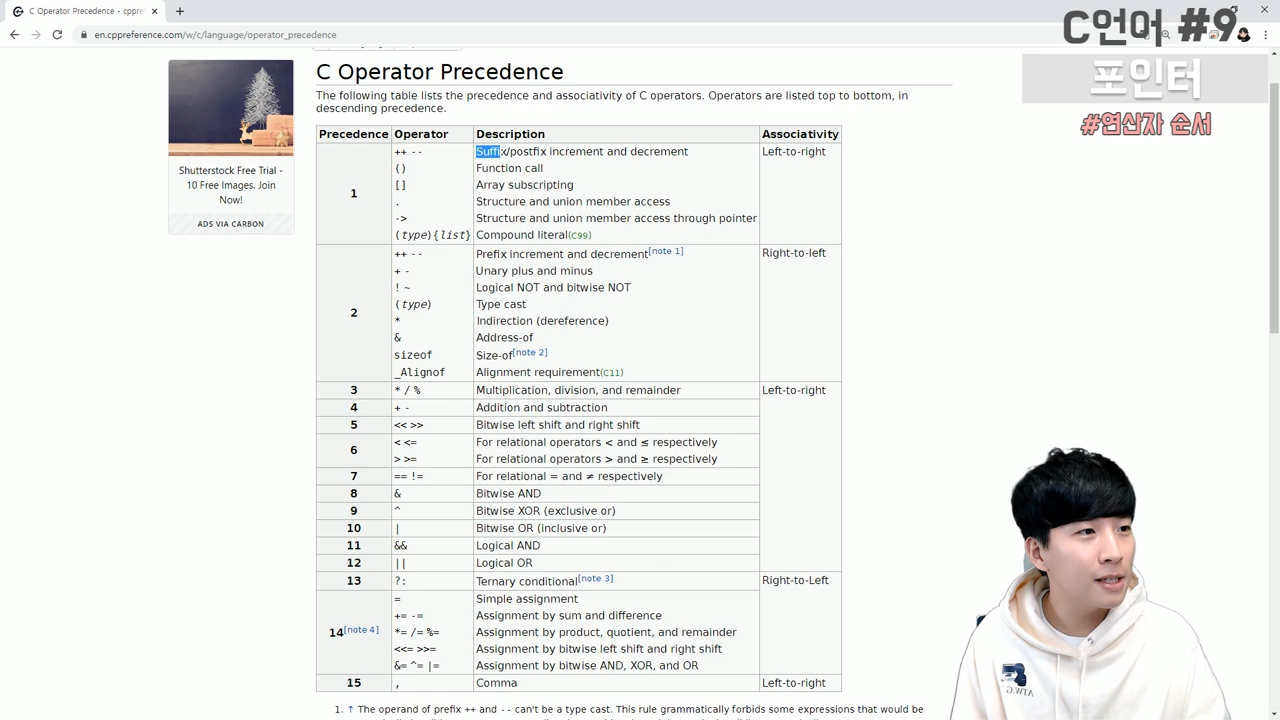 C Operator Precedence - cppre
C언어 #9
en.cppreference.com/w/c/language/operator_precedence
포인터
#연산자 순서
C Operator Precedence
The following table lists the precedence and associativity of C operators. Operators are listed top to bottom, in
descending precedence.
Shutterstock Free Trial -
10 Free Images. Join
Now!
ADS VIA CARBON
Precedence Operator Description Associativity
1 ++ -- Suffix/postfix increment and decrement Left-to-right
() Function call
[] Array subscripting
. Structure and union member access
-> Structure and union member access through pointer
(type){list} Compound literal(C99)
2 ++ -- Prefix increment and decrement[note 1] Right-to-left
+ - Unary plus and minus
! ~ Logical NOT and bitwise NOT
(type) Type cast
* Indirection (dereference)
& Address-of
sizeof Size-of[note 2]
_Alignof Alignment requirement(C11)
3 * / % Multiplication, division, and remainder Left-to-right
4 + - Addition and subtraction
5 << >> Bitwise left shift and right shift
6 < <= For relational operators < and ≤ respectively
> >= For relational operators > and ≥ respectively
7 == != For relational = and ≠ respectively
8 & Bitwise AND
9 ^ Bitwise XOR (exclusive or)
10 | Bitwise OR (inclusive or)
11 && Logical AND
12 || Logical OR
13 ?: Ternary conditional[note 3] Right-to-Left
14[note 4] = Simple assignment
+= -= Assignment by sum and difference
*= /= %= Assignment by product, quotient, and remainder
<<= >>= Assignment by bitwise left shift and right shift
&= ^= |= Assignment by bitwise AND, XOR, and OR
15 , Comma Left-to-right
1. ↑ The operand of prefix ++ and -- can't be a type cast. This rule grammatically forbids some expressions that would be
ATW.G